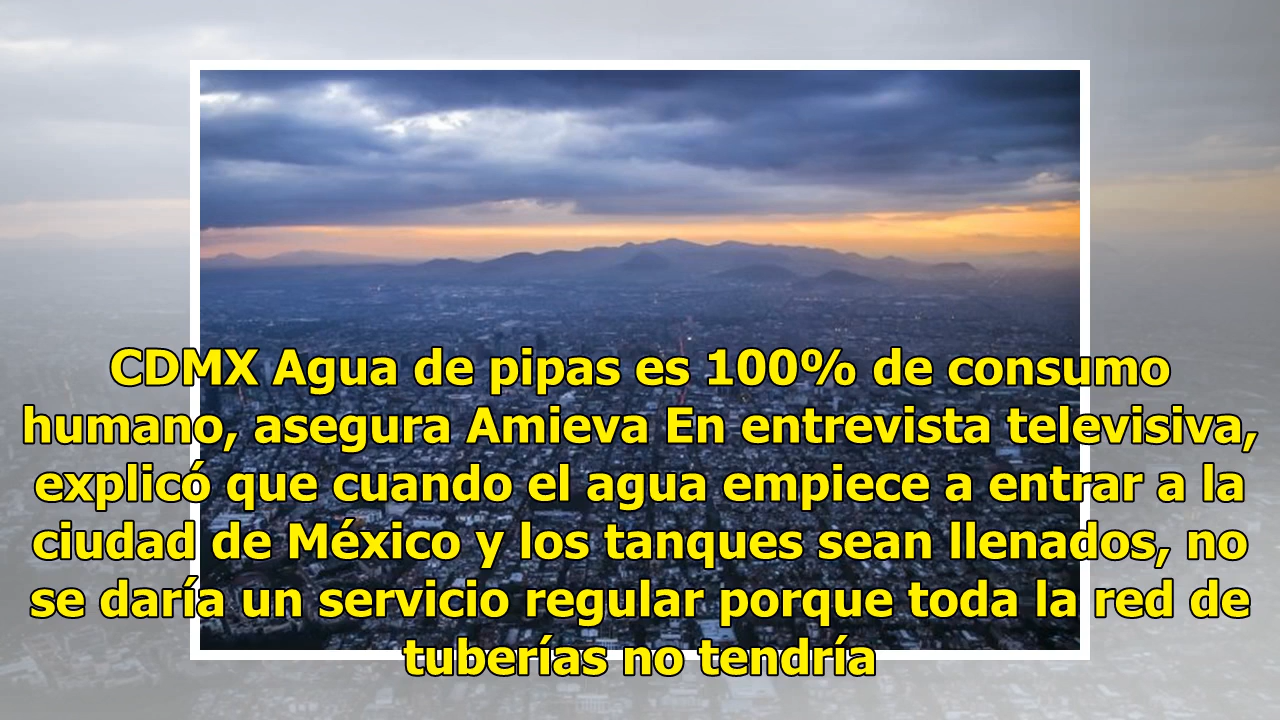 CDMX Agua de pipas es 100% de consumo
humano, asegura Amieva En entrevista televisiva,
explicó que cuando el agua empiece a entrar a la
ciudad de México y los tanques sean llenados, no
se daría un servicio regular porque toda la red de
tuberías no tendría